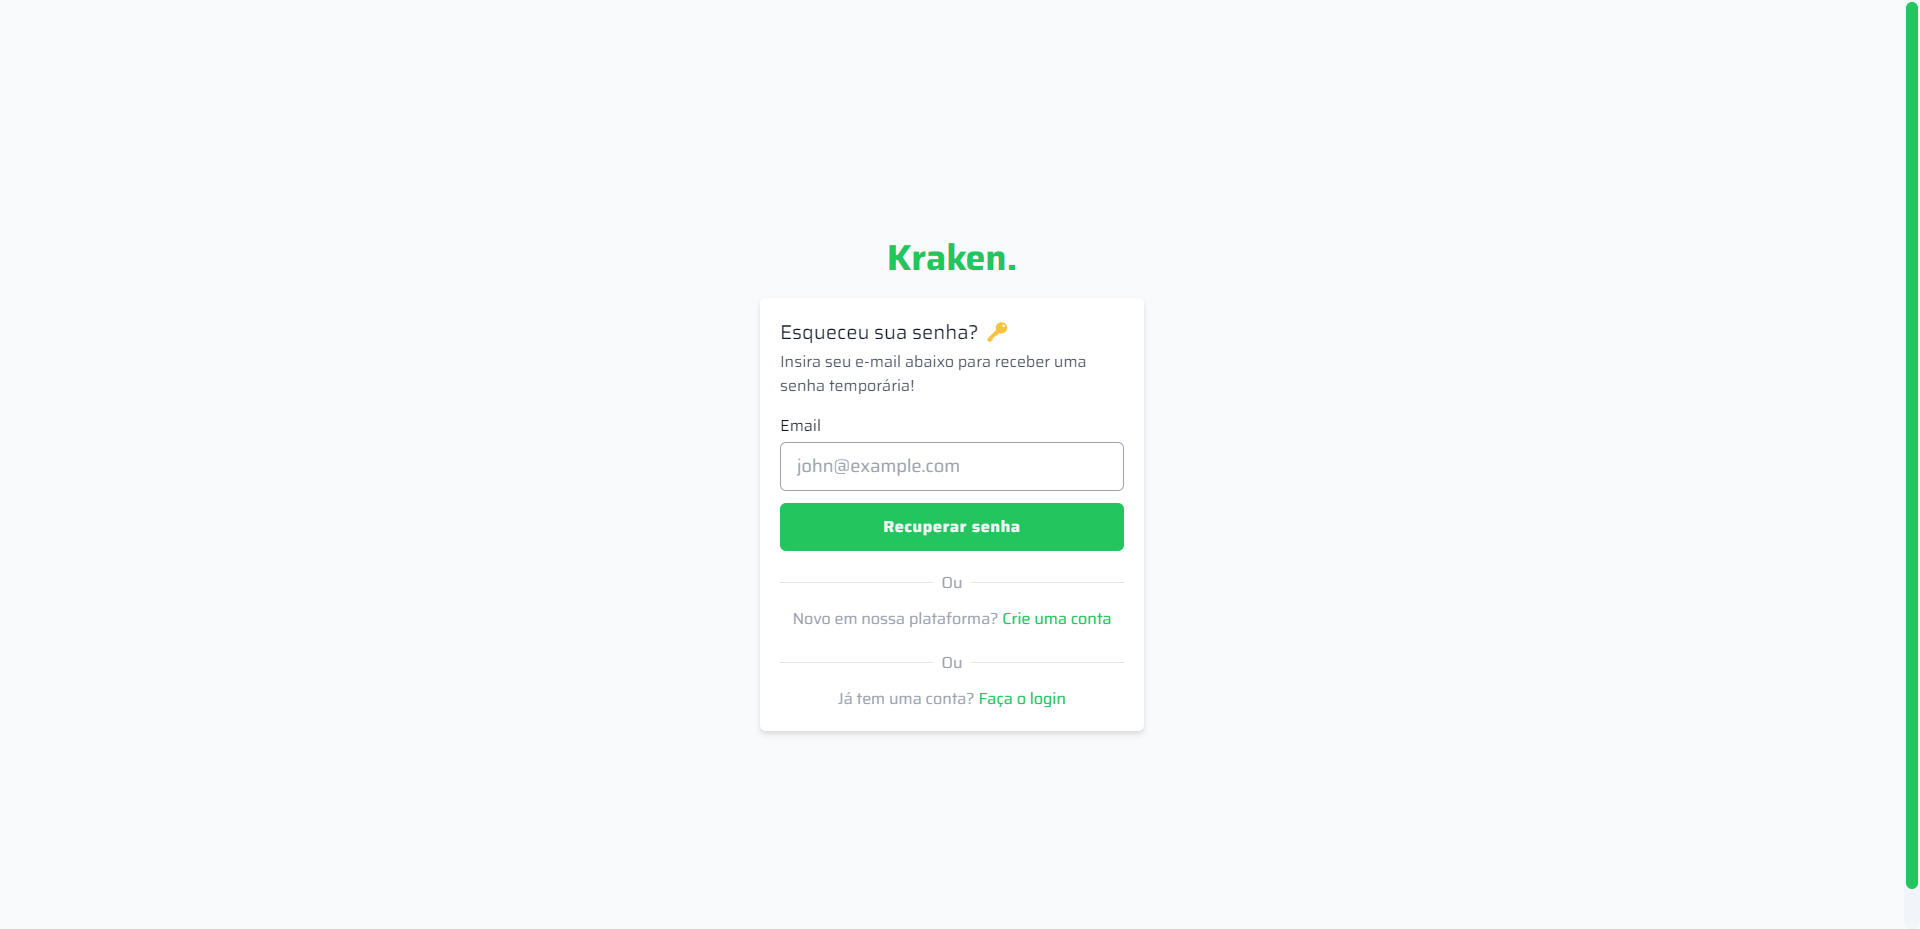 Kraken.
Esqueceu sua senha? 🔑
Insira seu e-mail abaixo para receber uma
senha temporária!
Email
john@example.com
Recuperar senha
Ou
Novo em nossa plataforma? Crie uma conta
Ou
Já tem uma conta? Faça o login